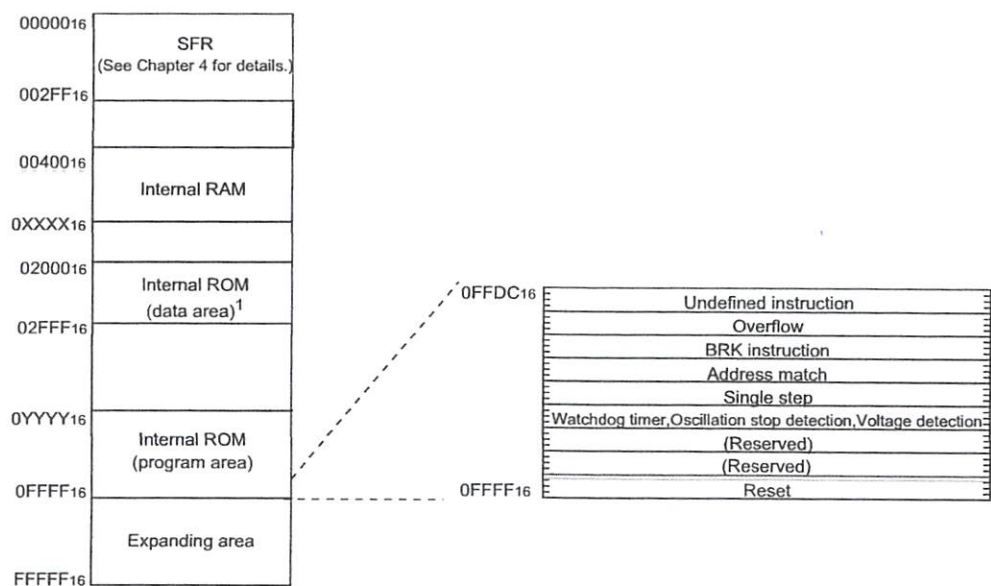 0000016
SFR
(See Chapter 4 for details.)
002FF16
0040016
Internal RAM
0XXXX16
0200016
Internal ROM
(data area)1
02FFF16
0YYYY16
Internal ROM
(program area)
0FFFF16
Expanding area
FFFFF16
0FFDC16
Undefined instruction
Overflow
BRK instruction
Address match
Single step
Watchdog timer,Oscillation stop detection,Voltage detection
(Reserved)
(Reserved)
0FFFF16
Reset